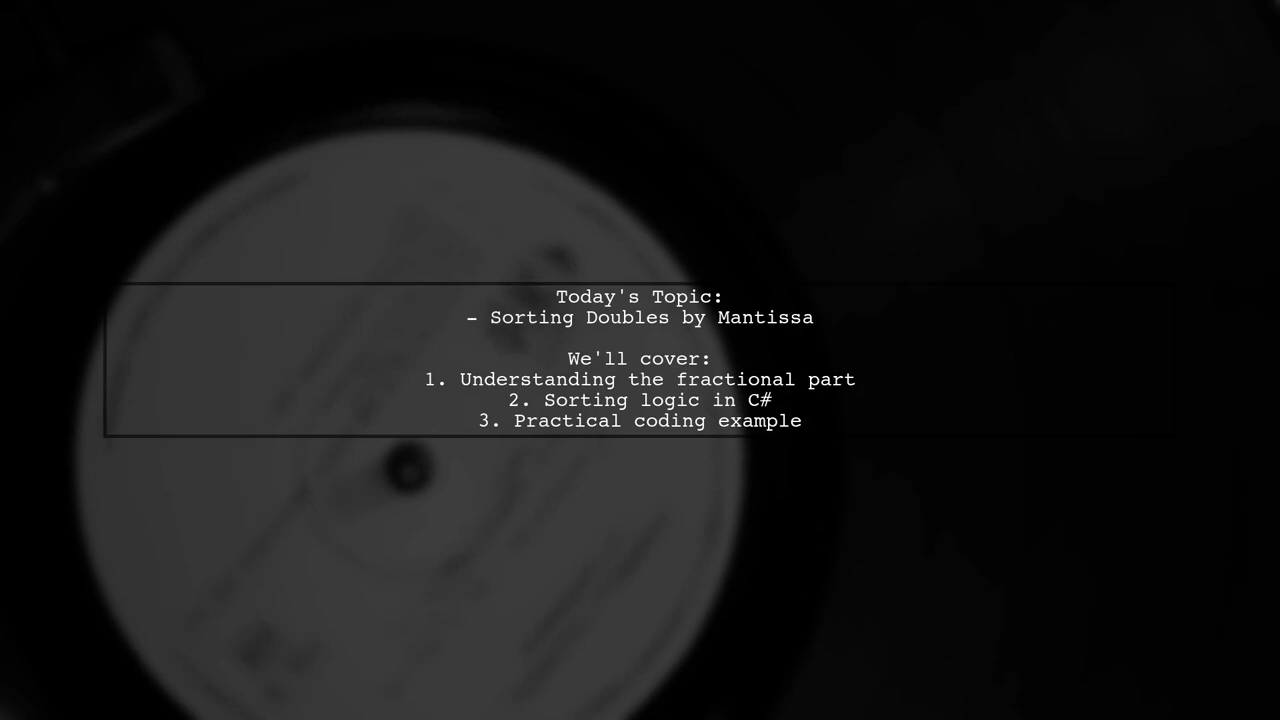 Today's Topic:
– Sorting Doubles by Mantissa
We'll cover:
1. Understanding the fractional part
2. Sorting logic in C#
3. Practical coding example